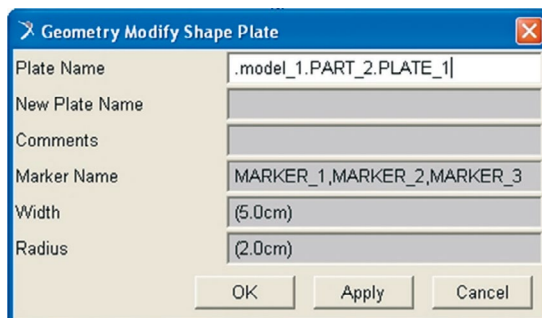 Geometry Modify Shape Plate
Plate Name .model_1.PART_2.PLATE_1
New Plate Name
Comments
Marker Name MARKER_1,MARKER_2,MARKER_3
Width (5.0cm)
Radius (2.0cm)
OK Apply Cancel